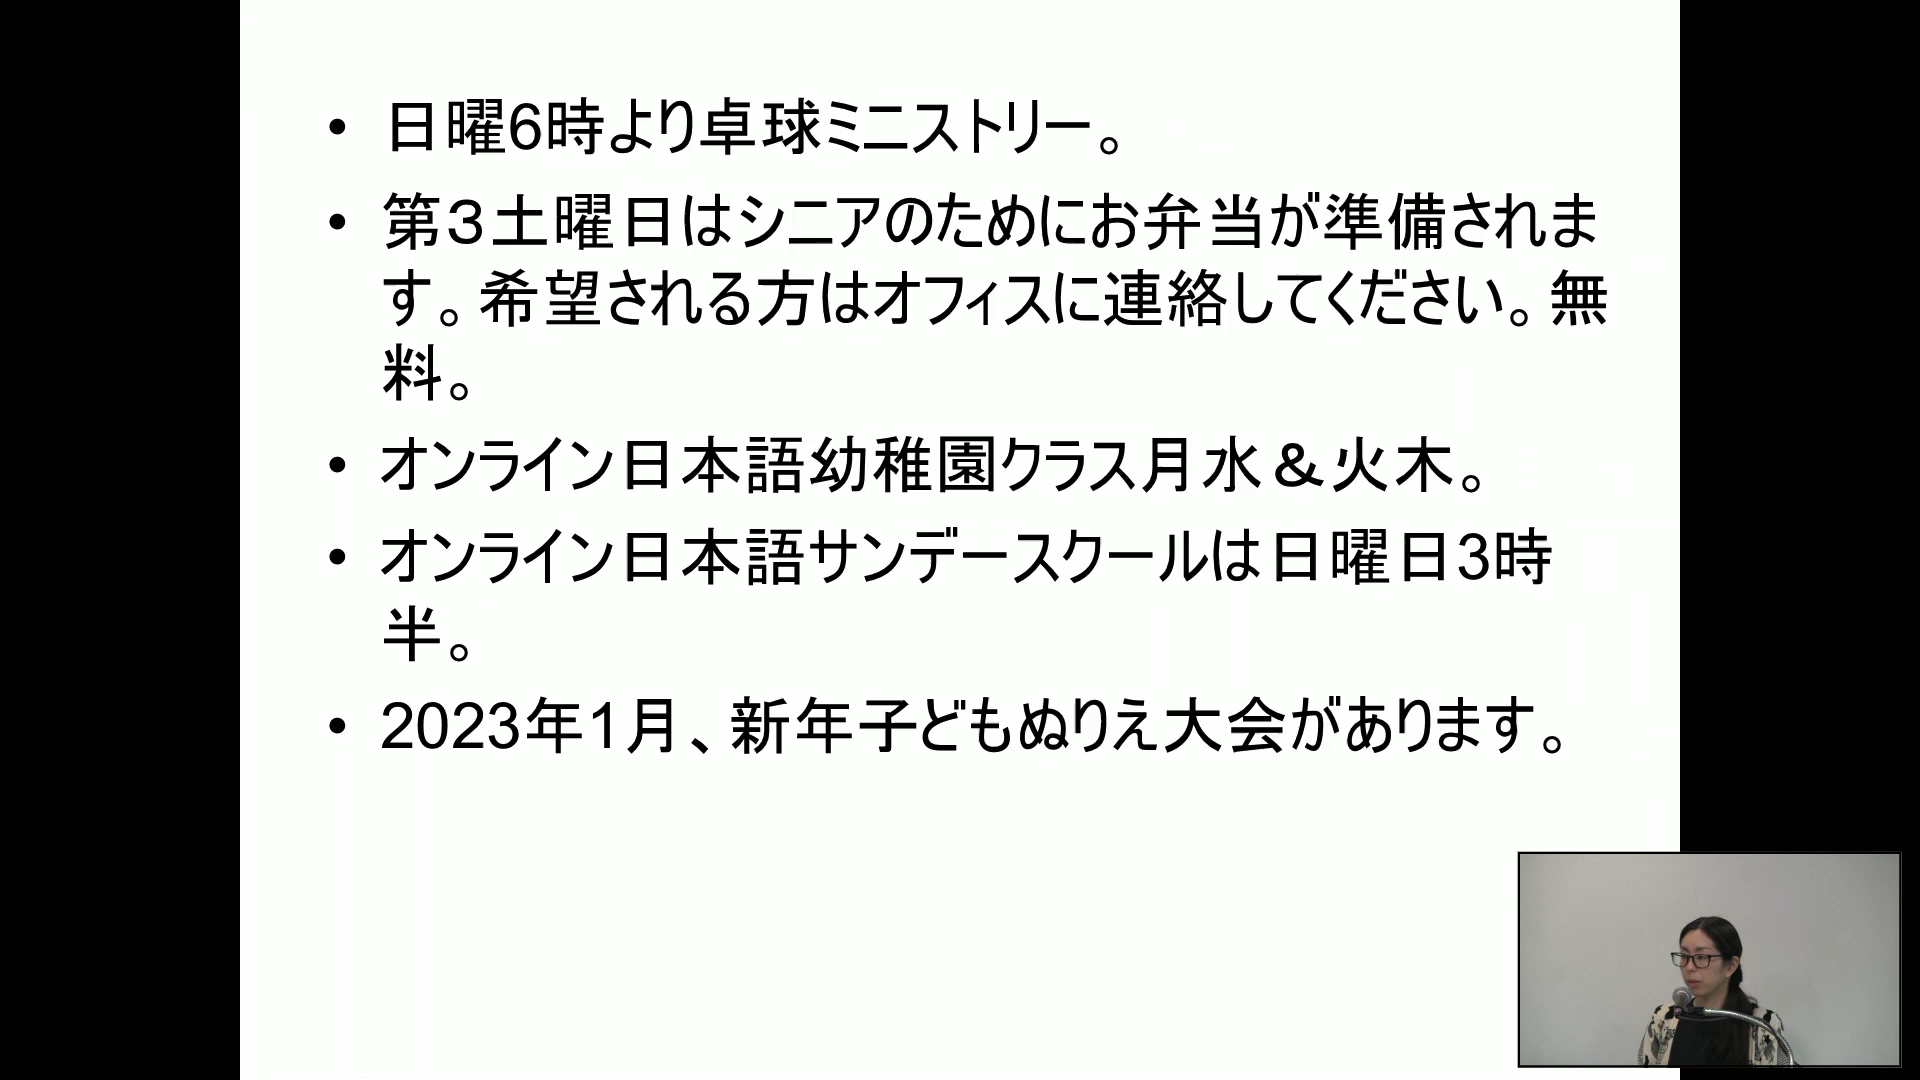 • 日曜6時より卓球ミニストリー。
• 第３土曜日はシニアのためにお弁当が準備されま
す。希望される方はオフィスに連絡してください。無
料。
• オンライン日本語幼稚園クラス月水＆火木。
• オンライン日本語サンデースクールは日曜日3時
半。
• 2023年1月、新年子どもぬりえ大会があります。